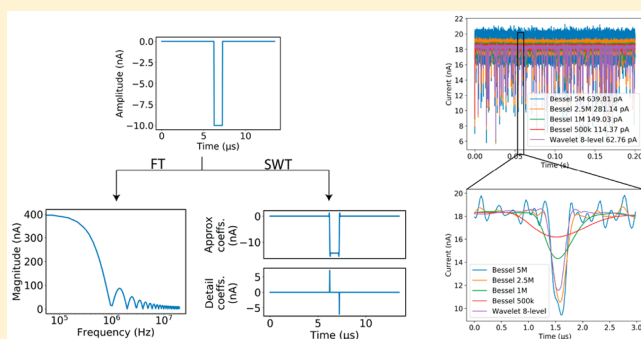 0.0
−2.5
−5.0
−7.5
−10.0
Amplitude (nA)
0 5 10
Time (μs)
FT
SWT
400
300
200
100
0
Magnitude (nA)
10⁵ 10⁶ 10⁷
Frequency (Hz)
0
−10
Approx
coeffs.
(nA)
5
0
−5
Detail
coeffs.
(nA)
0 5 10
Time (μs)
22
20
18
16
14
12
10
8
6
4
Current (nA)
Bessel 5M 639.81 pA
Bessel 2.5M 281.14 pA
Bessel 1M 149.03 pA
Bessel 500k 114.37 pA
Wavelet 8-level 62.76 pA
0.00 0.05 0.10 0.15 0.20
Time (s)
20
18
16
14
12
10
Current (nA)
Bessel 5M
Bessel 2.5M
Bessel 1M
Bessel 500k
Wavelet 8-level
0.0 0.5 1.0 1.5 2.0 2.5 3.0
Time (μs)